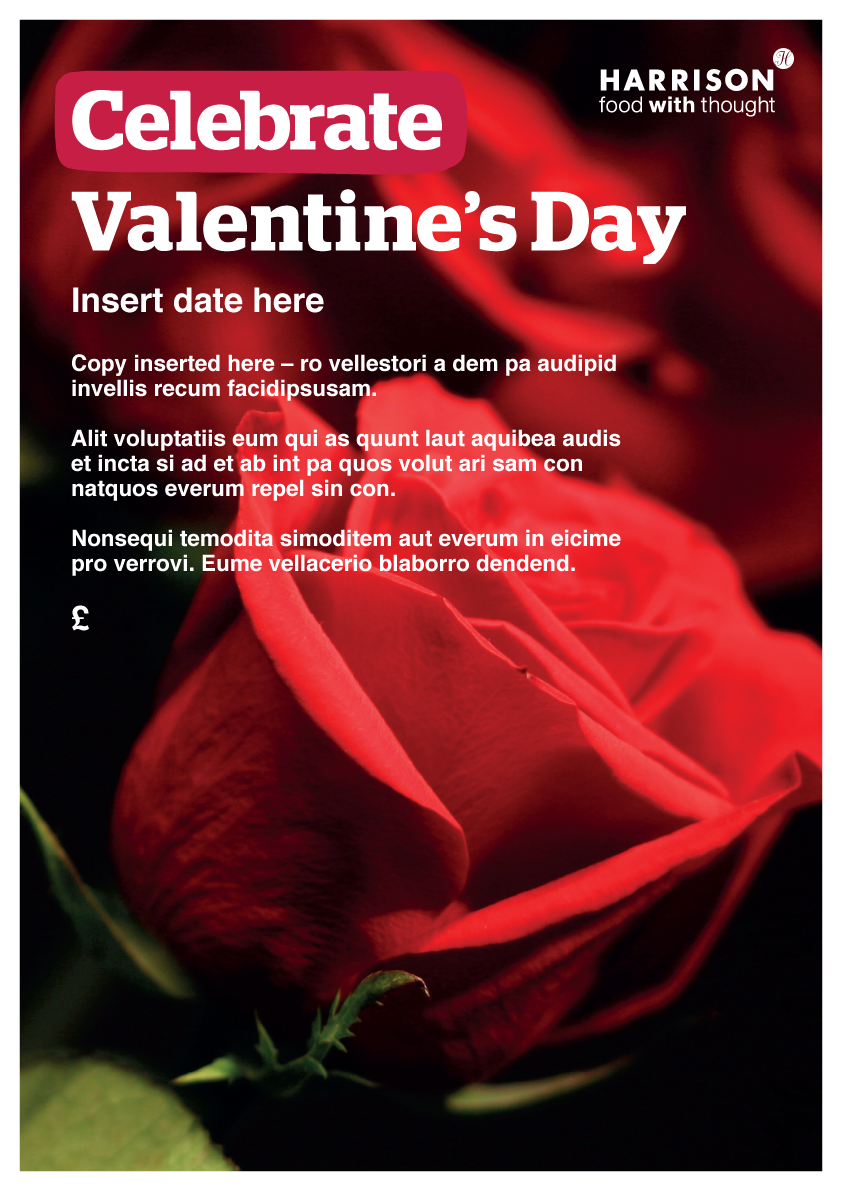 Celebrate
HARRISON
food with thought
Valentine's Day
Insert date here
Copy inserted here – ro vellestori a dem pa audipid
invellis recum facidipsusam.
Alit voluptatiis eum qui as quunt laut aquibea audis
et incta si ad et ab int pa quos volut ari sam con
natquos everum repel sin con.
Nonsequi temodita simoditem aut everum in eicime
pro verrovi. Eume vellacerio blaborro dendend.
£